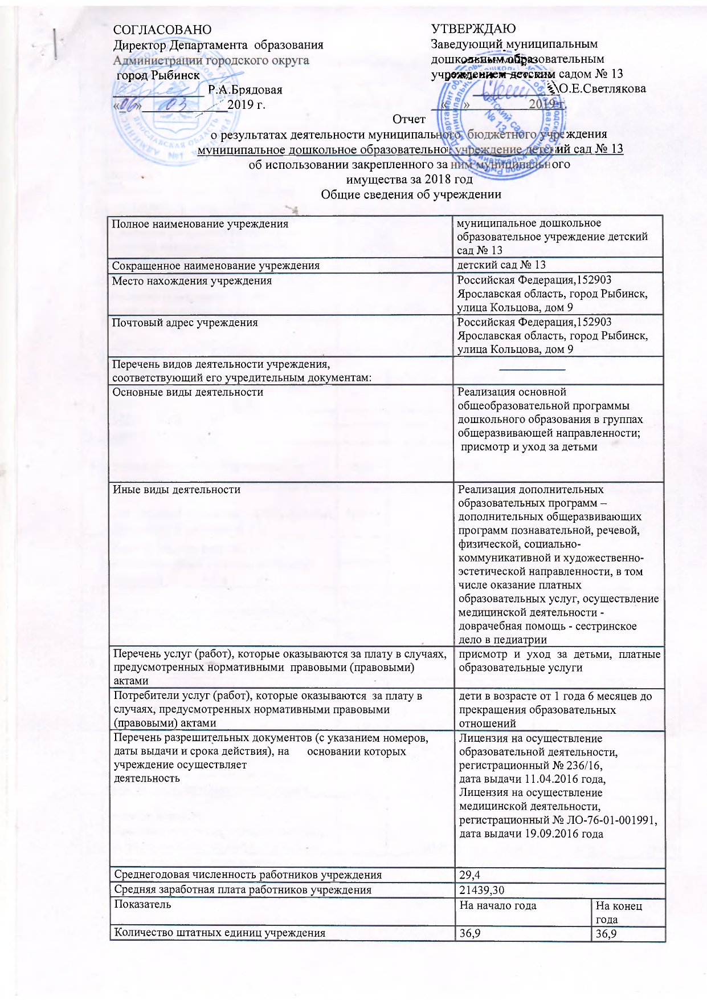 СОГЛАСОВАНО
Директор Департамента образования
Администрации городского округа
город Рыбинск
Р.А.Брядовая
«06» 03 2019 г.
УТВЕРЖДАЮ
Заведующий муниципальным
дошкольным образовательным
учреждением детским садом № 13
О.Е.Светлякова
« » 2019 г.
Отчет
о результатах деятельности муниципального бюджетного учреждения
муниципальное дошкольное образовательное учреждение детский сад № 13
об использовании закрепленного за ним муниципального
имущества за 2018 год
Общие сведения об учреждении
Полное наименование учреждения
муниципальное дошкольное
образовательное учреждение детский
сад № 13
Сокращенное наименование учреждения
детский сад № 13
Место нахождения учреждения
Российская Федерация,152903
Ярославская область, город Рыбинск,
улица Кольцова, дом 9
Почтовый адрес учреждения
Российская Федерация,152903
Ярославская область, город Рыбинск,
улица Кольцова, дом 9
Перечень видов деятельности учреждения,
соответствующий его учредительным документам:
Основные виды деятельности
Реализация основной
общеобразовательной программы
дошкольного образования в группах
общеразвивающей направленности;
присмотр и уход за детьми
Иные виды деятельности
Реализация дополнительных
образовательных программ –
дополнительных общеразвивающих
программ познавательной, речевой,
физической, социально-
коммуникативной и художественно-
эстетической направленности, в том
числе оказание платных
образовательных услуг, осуществление
медицинской деятельности -
доврачебная помощь - сестринское
дело в педиатрии
Перечень услуг (работ), которые оказываются за плату в случаях,
предусмотренных нормативными правовыми (правовыми)
актами
присмотр и уход за детьми, платные
образовательные услуги
Потребители услуг (работ), которые оказываются за плату в
случаях, предусмотренных нормативными правовыми
(правовыми) актами
дети в возрасте от 1 года 6 месяцев до
прекращения образовательных
отношений
Перечень разрешительных документов (с указанием номеров,
даты выдачи и срока действия), на основании которых
учреждение осуществляет
деятельность
Лицензия на осуществление
образовательной деятельности,
регистрационный № 236/16,
дата выдачи 11.04.2016 года,
Лицензия на осуществление
медицинской деятельности,
регистрационный № ЛО-76-01-001991,
дата выдачи 19.09.2016 года
Среднегодовая численность работников учреждения
29,4
Средняя заработная плата работников учреждения
21439,30
Показатель
На начало года
На конец
года
Количество штатных единиц учреждения
36,9
36,9